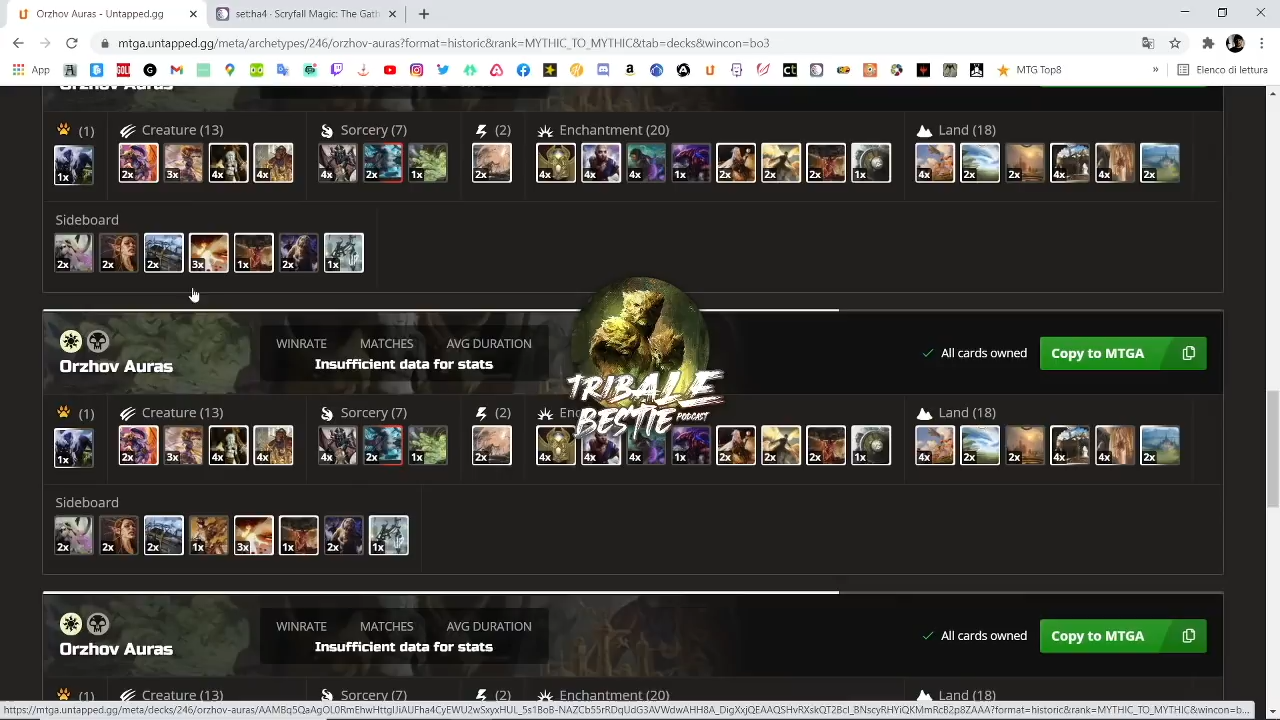 Orzhov Auras - Untapped.gg
set:ha4 · Scryfall Magic: The Gath
mtga.untapped.gg/meta/archetypes/246/orzhov-auras?format=historic&rank=MYTHIC_TO_MYTHIC&tab=decks&wincon=bo3
App
MTG Top8
»
Elenco di lettura
Orzhov Auras
(1)
Creature (13)
Sorcery (7)
(2)
Enchantment (20)
Land (18)
1x
2x 3x 4x 4x
4x 2x 1x
2x
4x 4x 4x 1x 2x 2x 2x 1x
4x 2x 2x 4x 4x 2x
Sideboard
2x 2x 2x 3x 1x 2x 1x
WINRATE MATCHES AVG DURATION
Insufficient data for stats
Orzhov Auras
All cards owned
Copy to MTGA
TRIBALE
BESTIE PODCAST
(1)
Creature (13)
Sorcery (7)
(2)
Land (18)
1x
2x 3x 4x 4x
4x 2x 1x
2x
4x 4x 4x 1x 2x 2x 2x 1x
4x 2x 2x 4x 4x 2x
Sideboard
2x 2x 2x 1x 3x 1x 2x 1x
WINRATE MATCHES AVG DURATION
Insufficient data for stats
Orzhov Auras
All cards owned
Copy to MTGA
(1)
Creature (13)
Sorcery (7)
(2)
Enchantment (20)
Land (18)